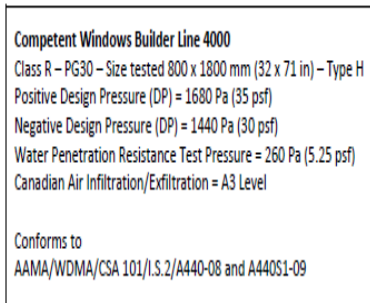 Competent Windows Builder Line 4000
Class R – PG30 – Size tested 800 x 1800 mm (32 x 71 in) – Type H
Positive Design Pressure (DP) = 1680 Pa (35 psf)
Negative Design Pressure (DP) = 1440 Pa (30 psf)
Water Penetration Resistance Test Pressure = 260 Pa (5.25 psf)
Canadian Air Infiltration/Exfiltration = A3 Level
Conforms to
AAMA/WDMA/CSA 101/I.S.2/A440-08 and A440S1-09